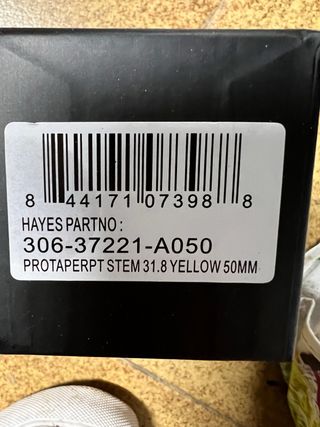 8 44171 07398 8
HAYES PARTNO :
306-37221-A050
PROTAPERPT STEM 31.8 YELLOW 50MM